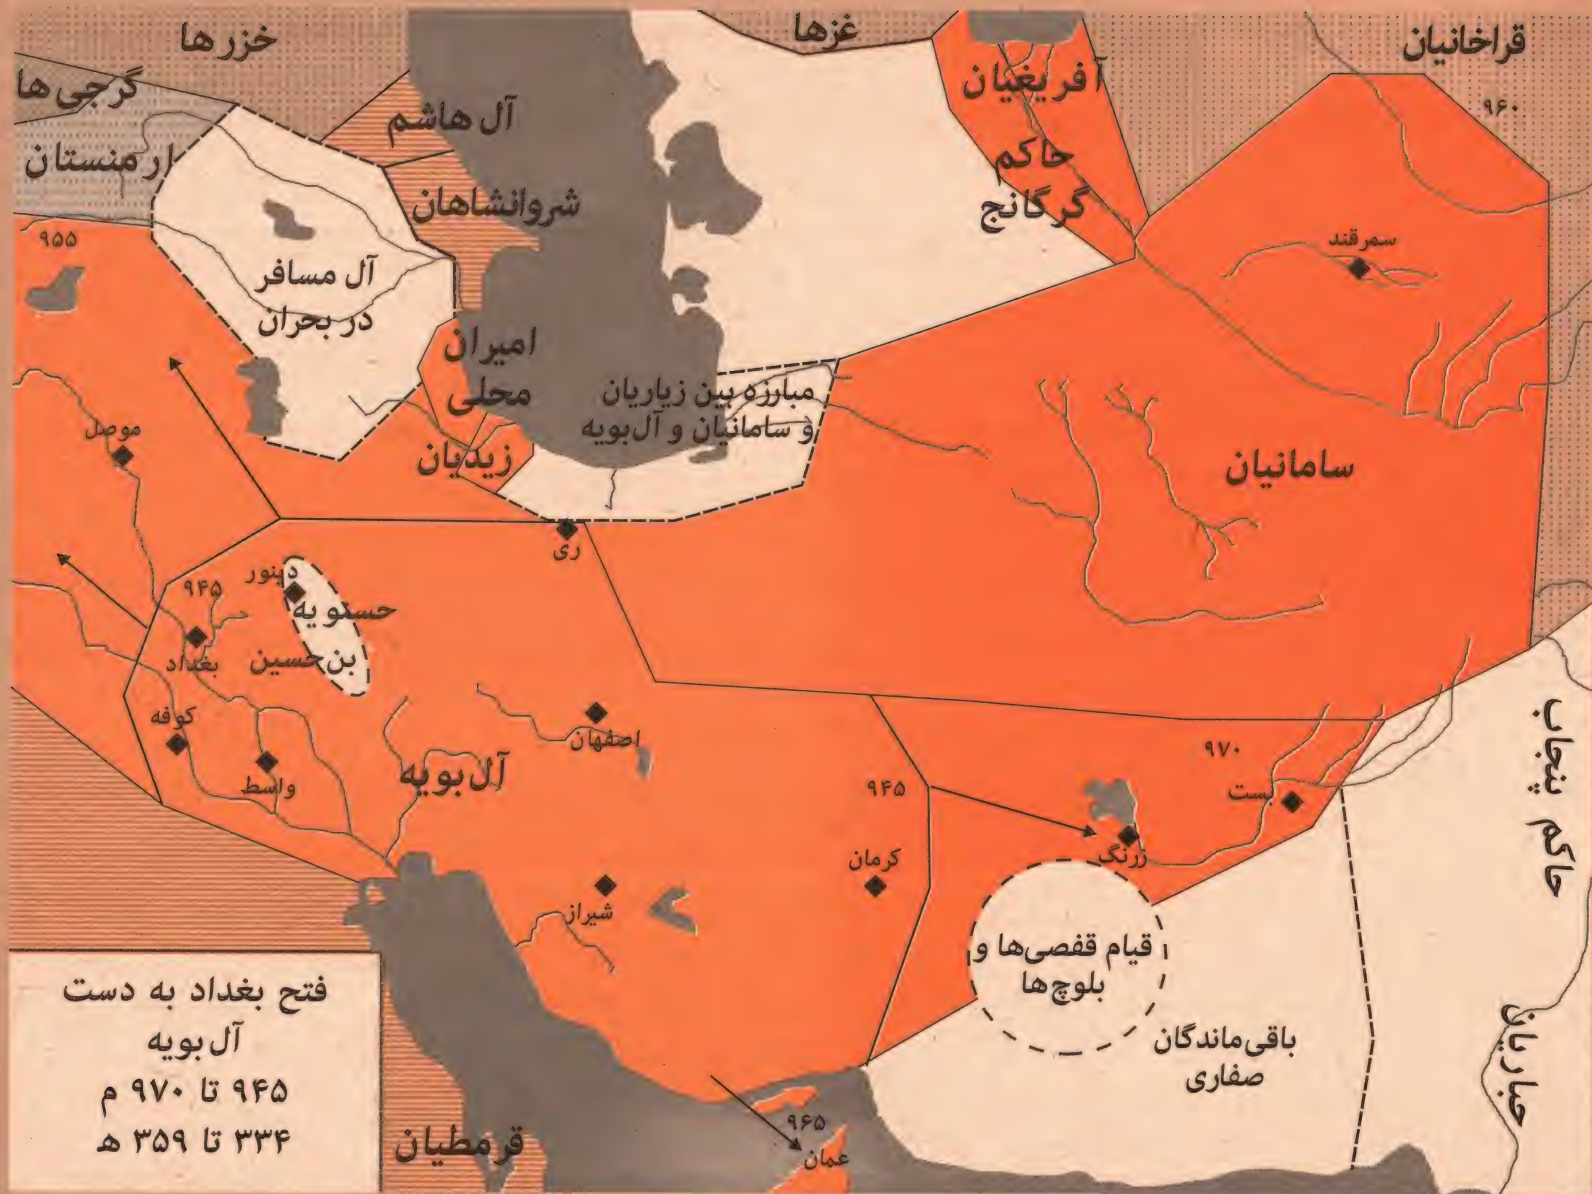 خزرها
غزها
قراخانیان
گرجی‌ها
آفریغیان
۹۶۰
آل هاشم
ارمنستان
حاکم
گرگانج
شروانشاهان
۹۵۵
سمرقند
آل مسافر
در بحران
امیران
محلی
مبارزه بین زیاریان
و سامانیان و آل‌بویه
موصل
زیدیان
سامانیان
ری
دینور
۹۴۵
حسنویه
بن‌حسین
بغداد
کوفه
اصفهان
واسط
آل‌بویه
۹۴۵
۹۷۰
بست
زرنگ
کرمان
شیراز
حاکم پنجاب
قیام قفصی‌ها و
بلوچ‌ها
باقی‌ماندگان
صفاری
هباریان
فتح بغداد به دست
آل‌بویه
۹۴۵ تا ۹۷۰ م
۳۳۴ تا ۳۵۹ ه
قرمطیان
۹۶۵
عمان